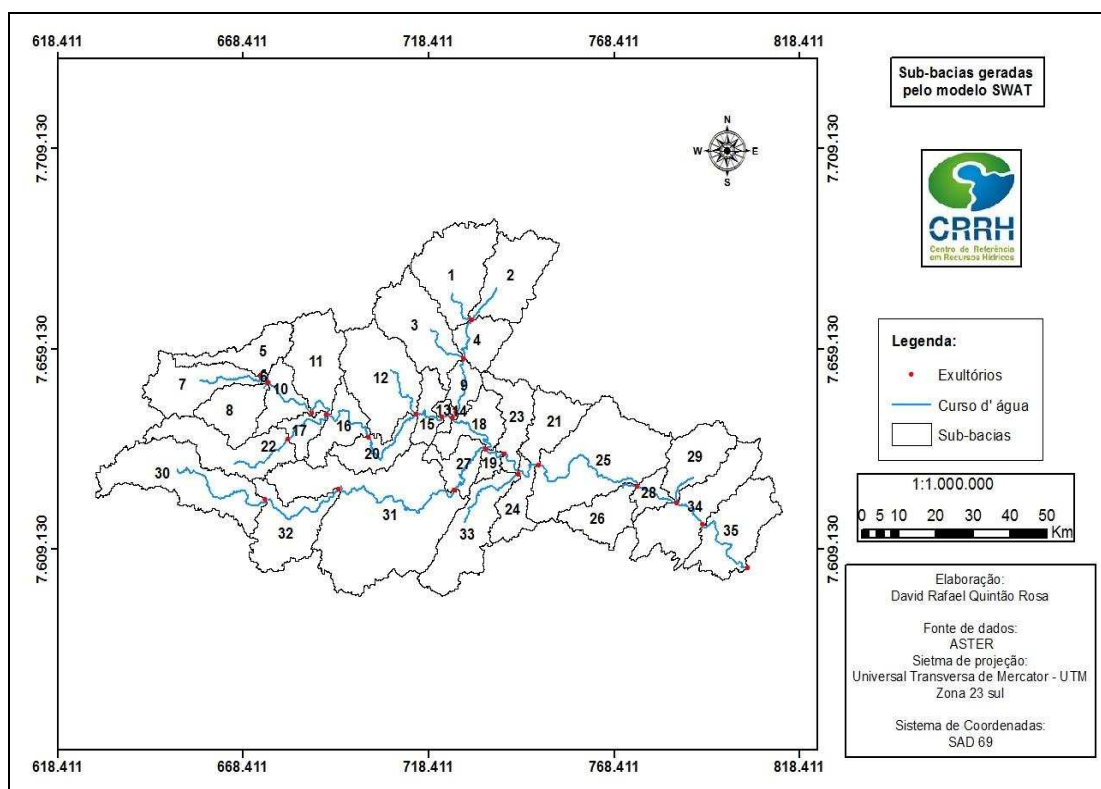 618.411 668.411 718.411 768.411 818.411
7.709.130
7.659.130
7.609.130
7.709.130
7.659.130
7.609.130
N
W E
S
1
2
3
4
5
6
7
8
9
10
11
12
13
14
15
16
17
18
19
20
21
22
23
24
25
26
27
28
29
30
31
32
33
34
35
618.411 668.411 718.411 768.411 818.411
Sub-bacias geradas
pelo modelo SWAT
CRRH
Centro de Referência
em Recursos Hídricos
Legenda:
Exultórios
Curso d' água
Sub-bacias
1:1.000.000
0 5 10 20 30 40 50
Km
Elaboração:
David Rafael Quintão Rosa
Fonte de dados:
ASTER
Sietma de projeção:
Universal Transversa de Mercator - UTM
Zona 23 sul
Sistema de Coordenadas:
SAD 69